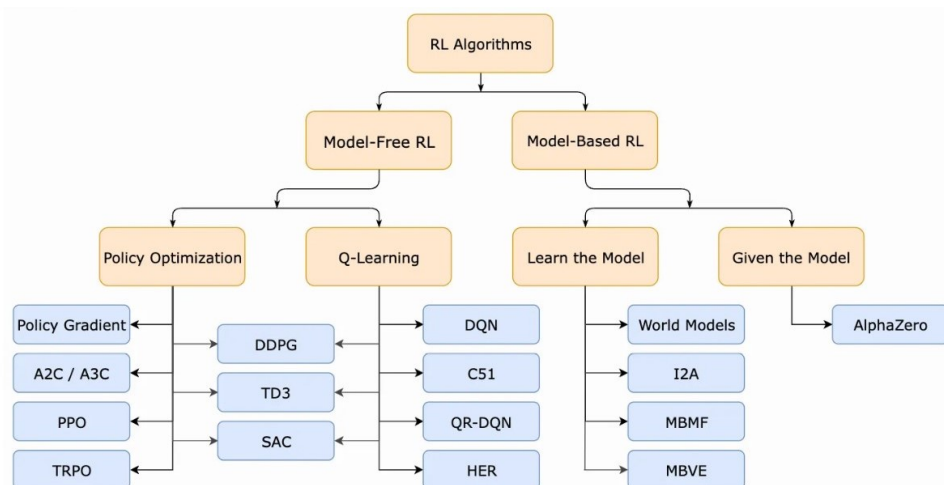 RL Algorithms
Model-Free RL
Model-Based RL
Policy Optimization
Q-Learning
Learn the Model
Given the Model
Policy Gradient
DQN
World Models
AlphaZero
DDPG
A2C / A3C
C51
I2A
TD3
PPO
QR-DQN
MBMF
SAC
TRPO
HER
MBVE